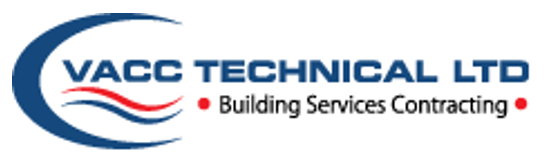 VACC TECHNICAL LTD
• Building Services Contracting •